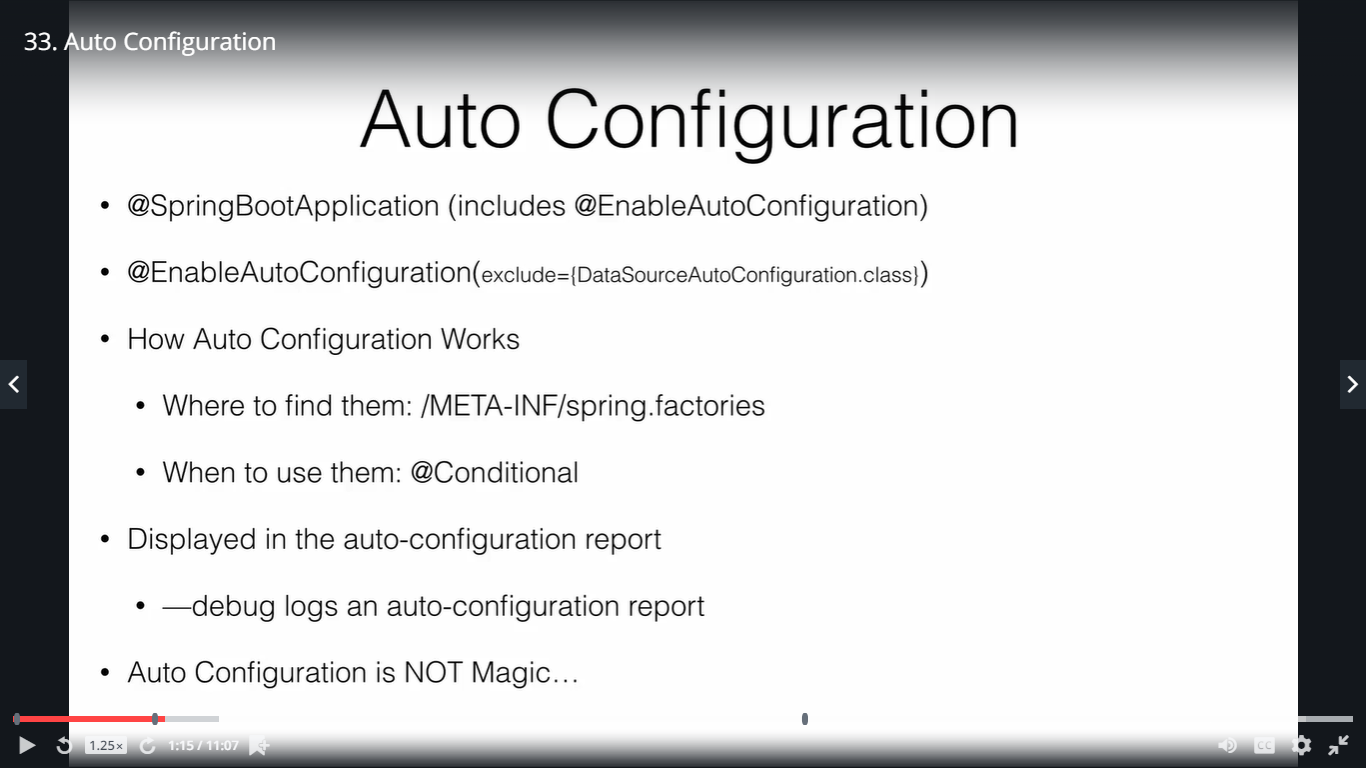 33. Auto Configuration
Auto Configuration
• @SpringBootApplication (includes @EnableAutoConfiguration)
• @EnableAutoConfiguration(exclude={DataSourceAutoConfiguration.class})
• How Auto Configuration Works
• Where to find them: /META-INF/spring.factories
• When to use them: @Conditional
• Displayed in the auto-configuration report
• —debug logs an auto-configuration report
• Auto Configuration is NOT Magic…
1.25× 1:15 / 11:07 CC